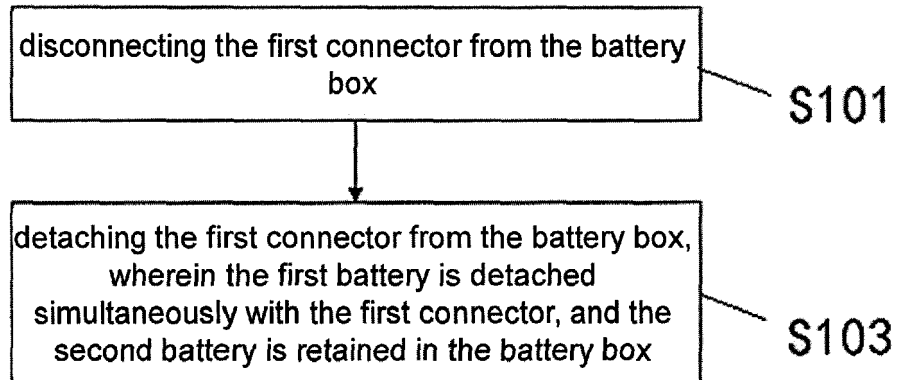 disconnecting the first connector from the battery
box
S101
detaching the first connector from the battery box,
wherein the first battery is detached
simultaneously with the first connector, and the
second battery is retained in the battery box
S103